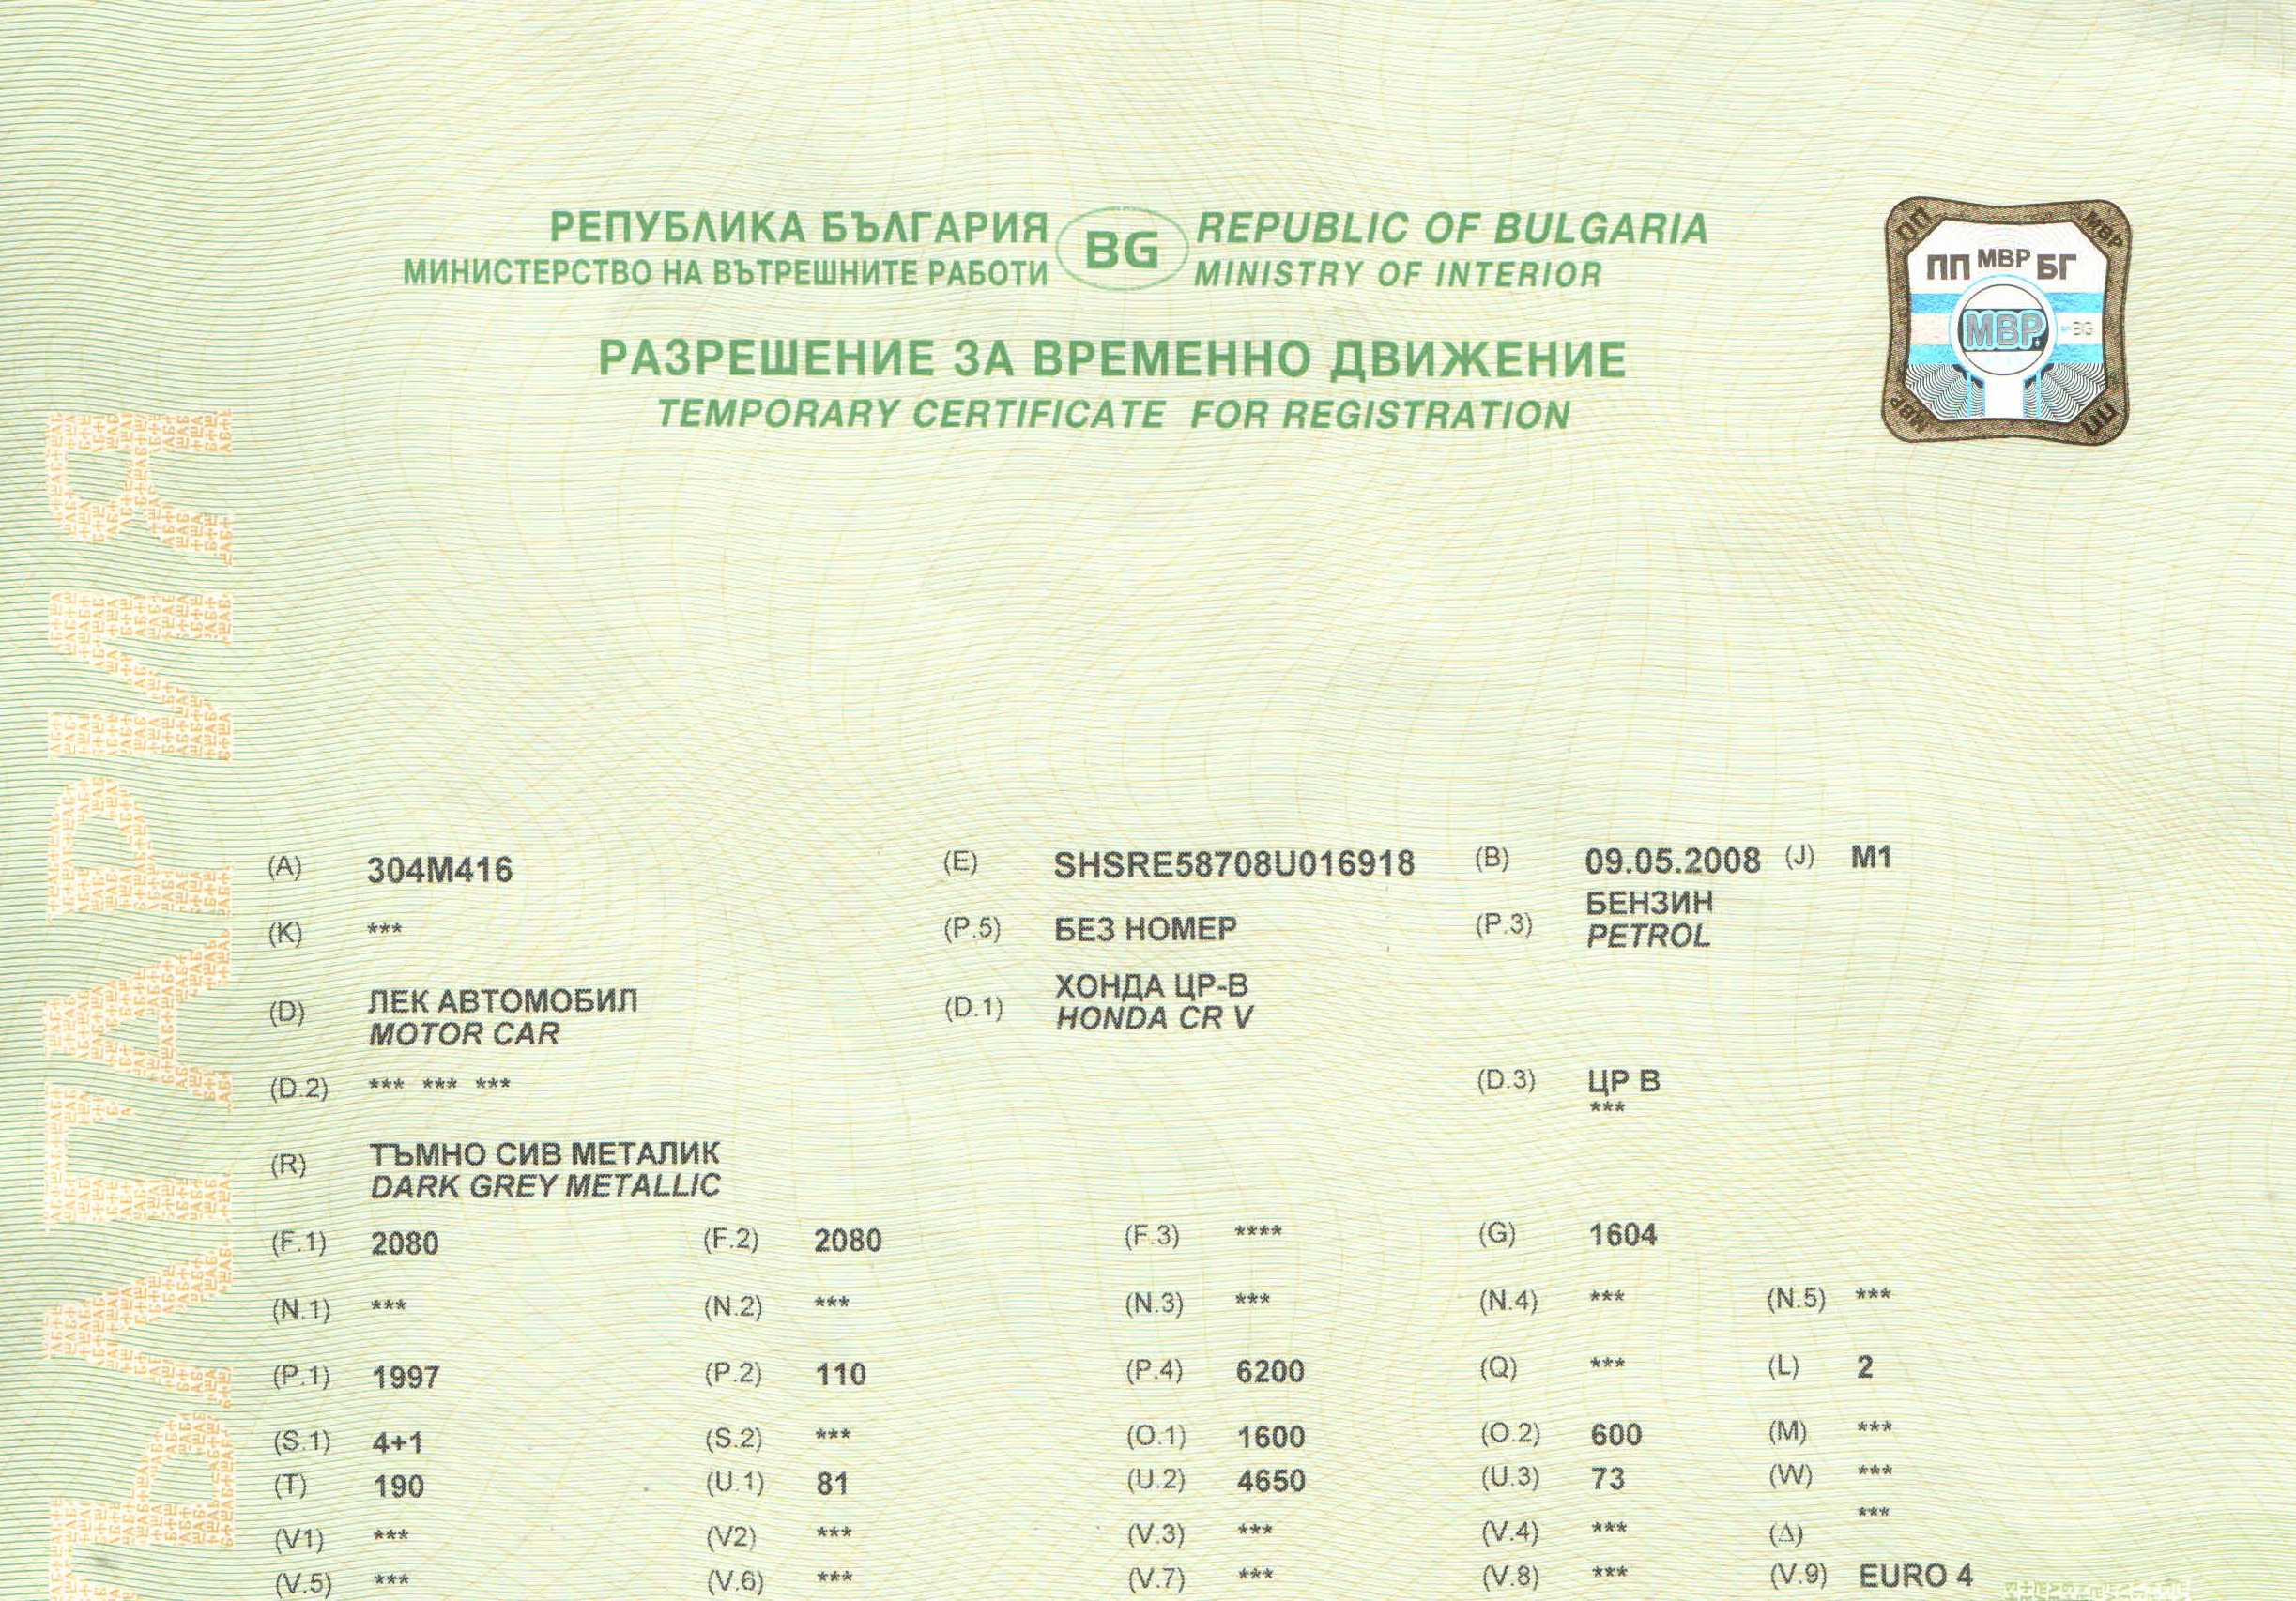 РЕПУБЛИКА БЪЛГАРИЯ BG REPUBLIC OF BULGARIA
МИНИСТЕРСТВО НА ВЪТРЕШНИТЕ РАБОТИ MINISTRY OF INTERIOR
РАЗРЕШЕНИЕ ЗА ВРЕМЕННО ДВИЖЕНИЕ
TEMPORARY CERTIFICATE FOR REGISTRATION
ПП МВР
ПП МВР БГ
МВР BG
МВР ПП
(A) 304M416 (E) SHSRE58708U016918 (B) 09.05.2008 (J) M1
(K) *** (P.5) БЕЗ НОМЕР (P.3) БЕНЗИН
PETROL
(D) ЛЕК АВТОМОБИЛ (D.1) ХОНДА ЦР-В
MOTOR CAR HONDA CR V
(D.2) *** *** *** (D.3) ЦР В
***
(R) ТЪМНО СИВ МЕТАЛИК
DARK GREY METALLIC
(F.1) 2080 (F.2) 2080 (F.3) **** (G) 1604
(N.1) *** (N.2) *** (N.3) *** (N.4) *** (N.5) ***
(P.1) 1997 (P.2) 110 (P.4) 6200 (Q) *** (L) 2
(S.1) 4+1 (S.2) *** (O.1) 1600 (O.2) 600 (M) ***
(T) 190 (U.1) 81 (U.2) 4650 (U.3) 73 (W) ***
(V1) *** (V2) *** (V.3) *** (V.4) *** (Δ) ***
(V.5) *** (V.6) *** (V.7) *** (V.8) *** (V.9) EURO 4